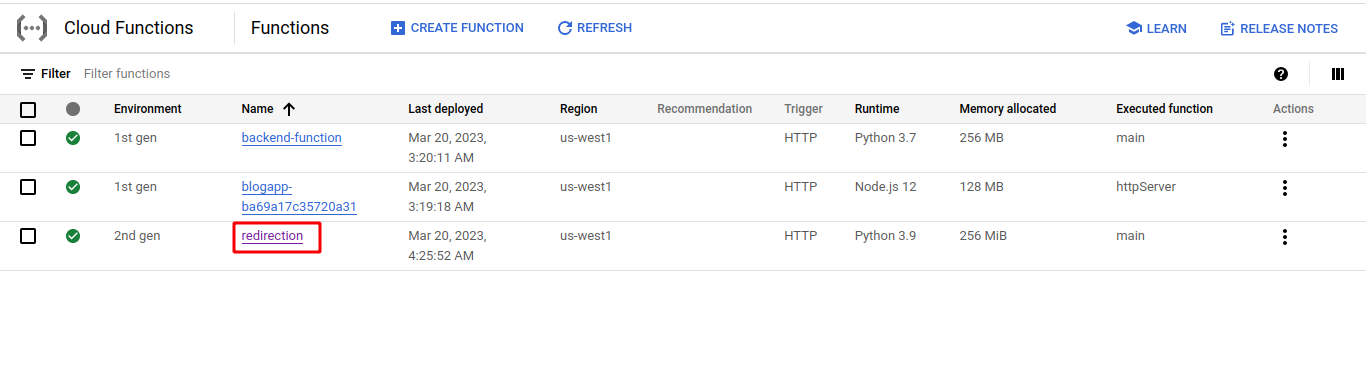 Cloud Functions Functions CREATE FUNCTION REFRESH LEARN RELEASE NOTES
Filter Filter functions
Environment Name Last deployed Region Recommendation Trigger Runtime Memory allocated Executed function Actions
1st gen backend-function Mar 20, 2023, us-west1 HTTP Python 3.7 256 MB main
3:20:11 AM
1st gen blogapp- Mar 20, 2023, us-west1 HTTP Node.js 12 128 MB httpServer
ba69a17c35720a31 3:19:18 AM
2nd gen redirection Mar 20, 2023, us-west1 HTTP Python 3.9 256 MiB main
4:25:52 AM